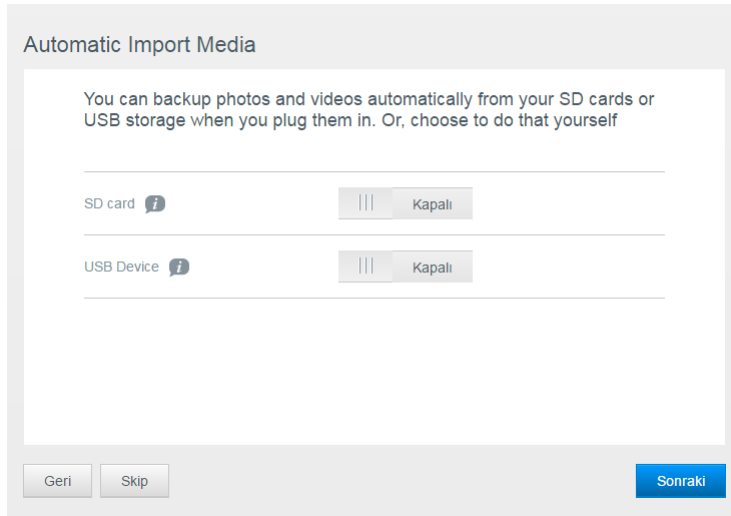 Automatic Import Media
You can backup photos and videos automatically from your SD cards or
USB storage when you plug them in. Or, choose to do that yourself
SD card
Kapalı
USB Device
Kapalı
Geri
Skip
Sonraki